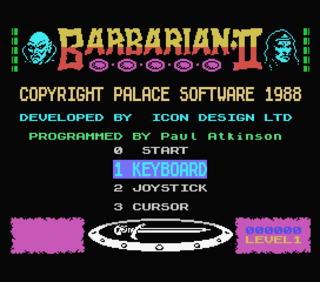 BARBARIAN·II
COPYRIGHT PALACE SOFTWARE 1988
DEVELOPED BY ICON DESIGN LTD
PROGRAMMED BY Paul Atkinson
0 START
1 KEYBOARD
2 JOYSTICK
3 CURSOR
000000
LEVEL1